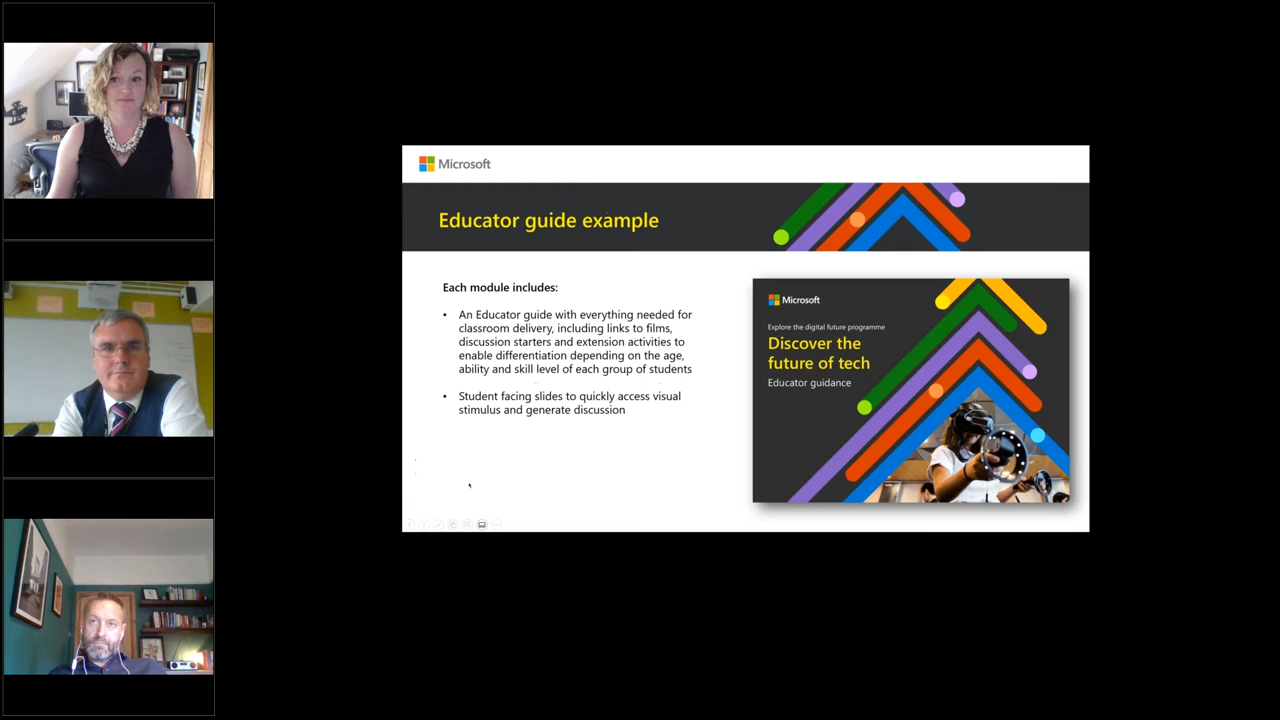 Microsoft
Educator guide example
Each module includes:
• An Educator guide with everything needed for
classroom delivery, including links to films,
discussion starters and extension activities to
enable differentiation depending on the age,
ability and skill level of each group of students
• Student facing slides to quickly access visual
stimulus and generate discussion
Microsoft
Explore the digital future programme
Discover the
future of tech
Educator guidance